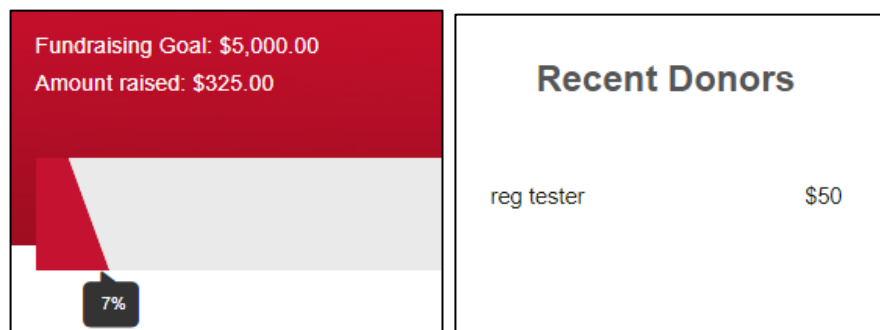 Fundraising Goal: $5,000.00
Amount raised: $325.00
7%
Recent Donors
reg tester $50